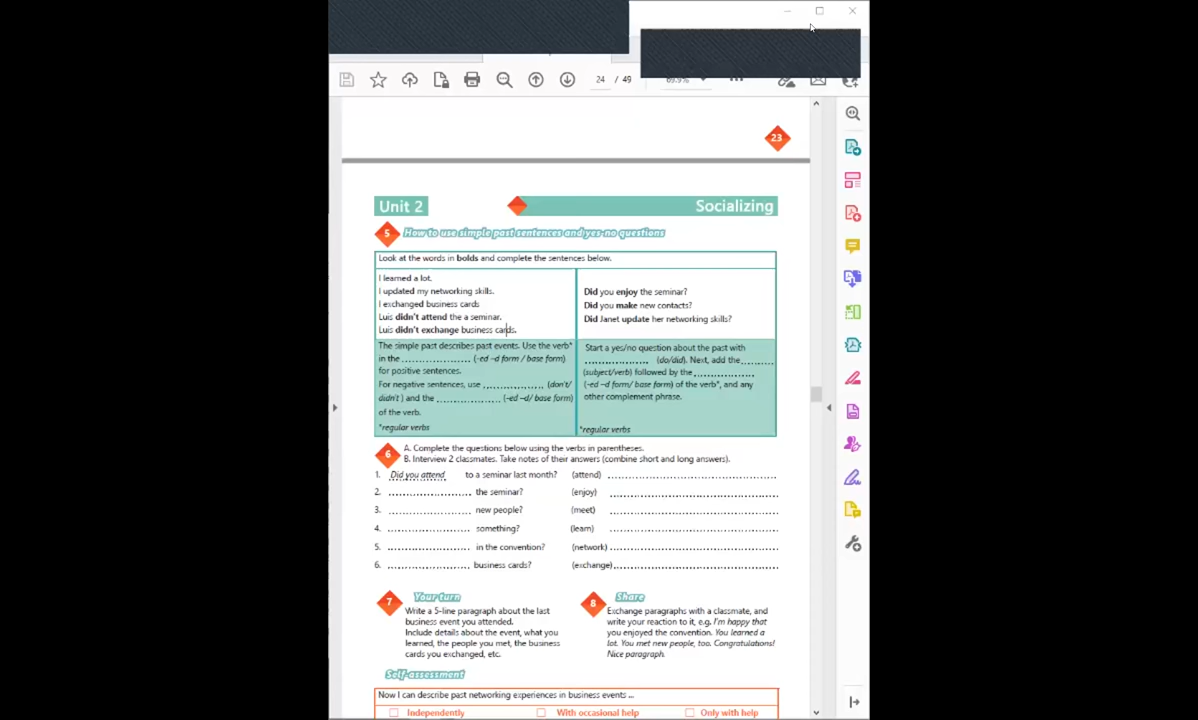 24 / 49
69.9%
23
Unit 2
Socializing
5 How to use simple past sentences and yes-no questions
Look at the words in bolds and complete the sentences below.
I learned a lot.
I updated my networking skills.
I exchanged business cards
Luis didn't attend the a seminar.
Luis didn't exchange business cards.
Did you enjoy the seminar?
Did you make new contacts?
Did Janet update her networking skills?
The simple past describes past events. Use the verb*
in the .................... (-ed –d form / base form)
for positive sentences.
For negative sentences, use .................. (don't/
didn't ) and the .................... (-ed –d/ base form)
of the verb.
*regular verbs
Start a yes/no question about the past with
.................... (do/did). Next, add the ..........
(subject/verb) followed by the ...................
(-ed –d form/ base form) of the verb*, and any
other complement phrase.
*regular verbs
6 A. Complete the questions below using the verbs in parentheses.
B. Interview 2 classmates. Take notes of their answers (combine short and long answers).
1. Did you attend to a seminar last month? (attend) ....................
2. .................... the seminar? (enjoy) ....................
3. .................... new people? (meet) ....................
4. .................... something? (learn) ....................
5. .................... in the convention? (network) ....................
6. .................... business cards? (exchange) ....................
7 Your turn
Write a 5-line paragraph about the last
business event you attended.
Include details about the event, what you
learned, the people you met, the business
cards you exchanged, etc.
8 Share
Exchange paragraphs with a classmate, and
write your reaction to it, e.g. I'm happy that
you enjoyed the convention. You learned a
lot. You met new people, too. Congratulations!
Nice paragraph.
Self-assessment
Now I can describe past networking experiences in business events ...
Independently With occasional help Only with help